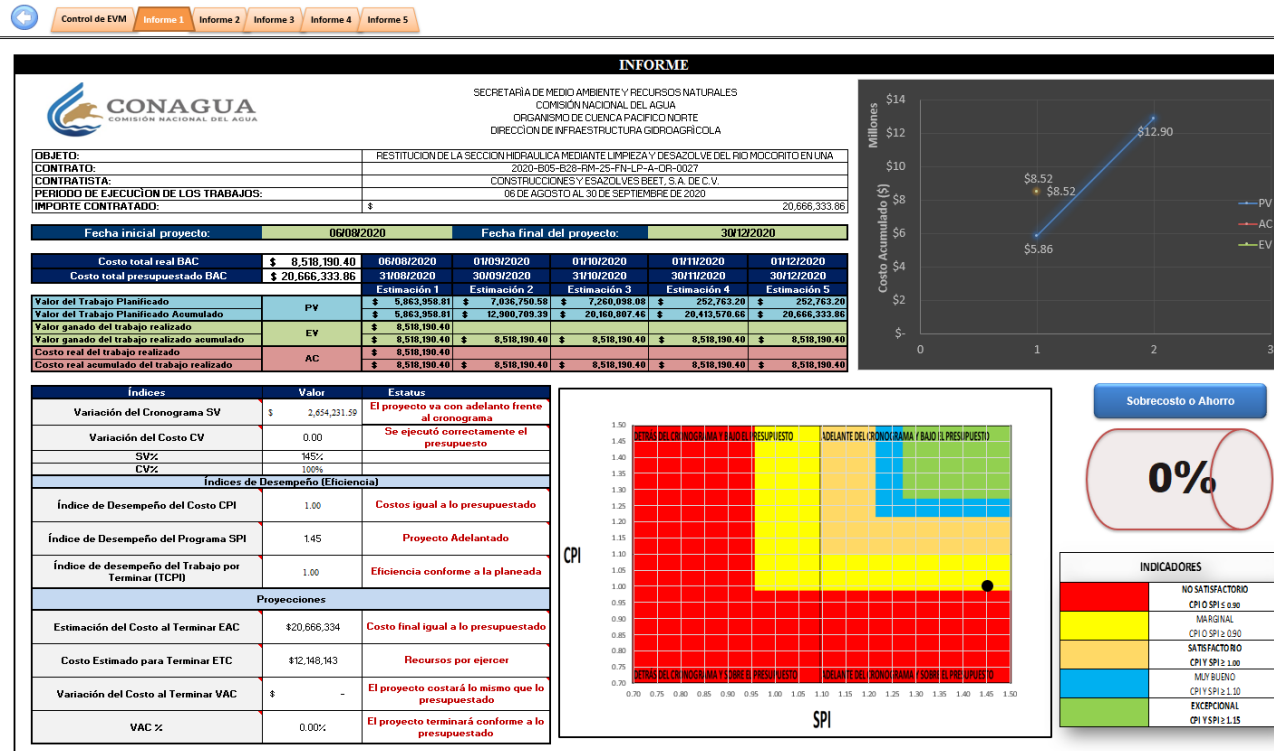 Control de EVM Informe 1 Informe 2 Informe 3 Informe 4 Informe 5
INFORME
CONAGUA
COMISIÓN NACIONAL DEL AGUA
SECRETARÌA DE MEDIO AMBIENTE Y RECURSOS NATURALES
COMISIÓN NACIONAL DEL AGUA
ORGANISMO DE CUENCA PACIFICO NORTE
DIRECCÌON DE INFRAESTRUCTURA GIDROAGRÌCOLA
OBJETO: RESTITUCION DE LA SECCION HIDRAULICA MEDIANTE LIMPIEZA Y DESAZOLVE DEL RIO MOCORITO EN UNA
CONTRATO: 2020-B05-B28-RM-25-FN-LP-A-OR-0027
CONTRATISTA: CONSTRUCCIONES Y ESAZOLVES BEET, S.A. DE C.V.
PERIODO DE EJECUCÌON DE LOS TRABAJOS: 06 DE AGOSTO AL 30 DE SEPTIEMBRE DE 2020
IMPORTE CONTRATADO: $ 20,666,333.86
Fecha inicial proyecto: 06/08/2020 Fecha final del proyecto: 30/12/2020
Costo total real BAC $ 8,518,190.40 06/08/2020 01/09/2020 01/10/2020 01/11/2020 01/12/2020
Costo total presupuestado BAC $ 20,666,333.86 31/08/2020 30/09/2020 31/10/2020 30/11/2020 30/12/2020
Estimación 1 Estimación 2 Estimación 3 Estimación 4 Estimación 5
Valor del Trabajo Planificado PV $ 5,863,958.81 $ 7,036,750.58 $ 7,260,098.08 $ 252,763.20 $ 252,763.20
Valor del Trabajo Planificado Acumulado $ 5,863,958.81 $ 12,900,709.39 $ 20,160,807.46 $ 20,413,570.66 $ 20,666,333.86
Valor ganado del trabajo realizado EV $ 8,518,190.40
Valor ganado del trabajo realizado acumulado $ 8,518,190.40 $ 8,518,190.40 $ 8,518,190.40 $ 8,518,190.40 $ 8,518,190.40
Costo real del trabajo realizado AC $ 8,518,190.40
Costo real acumulado del trabajo realizado $ 8,518,190.40 $ 8,518,190.40 $ 8,518,190.40 $ 8,518,190.40 $ 8,518,190.40
Millones
Costo Acumulado ($)
$14
$12
$10
$8
$6
$4
$2
$-
0 1 2 3
$12.90
$8.52
$8.52
$5.86
PV
AC
EV
Índices Valor Estatus
Variación del Cronograma SV $ 2,654,231.59 El proyecto va con adelanto frente
al cronograma
Variación del Costo CV 0.00 Se ejecutó correctamente el
presupuesto
SV% 145%
CV% 100%
Índices de Desempeño (Eficiencia)
Índice de Desempeño del Costo CPI 1.00 Costos igual a lo presupuestado
Índice de Desempeño del Programa SPI 1.45 Proyecto Adelantado
Índice de desempeño del Trabajo por
Terminar (TCPI) 1.00 Eficiencia conforme a la planeada
Proyecciones
Estimación del Costo al Terminar EAC $20,666,334 Costo final igual a lo presupuestado
Costo Estimado para Terminar ETC $12,148,143 Recursos por ejercer
Variación del Costo al Terminar VAC $ - El proyecto costará lo mismo que lo
presupuestado
VAC % 0.00% El proyecto terminará conforme a lo
presupuestado
CPI
1.50
1.45
1.40
1.35
1.30
1.25
1.20
1.15
1.10
1.05
1.00
0.95
0.90
0.85
0.80
0.75
0.70
DETRAS DEL CRONOGRAMA Y BAJO EL PRESUPUESTO ADELANTE DEL CRONOGRAMA Y BAJO EL PRESUPUESTO
DETRAS DEL CRONOGRAMA Y SOBRE EL PRESUPUESTO ADELANTE DEL CRONOGRAMA Y SOBRE EL PRESUPUESTO
0.70 0.75 0.80 0.85 0.90 0.95 1.00 1.05 1.10 1.15 1.20 1.25 1.30 1.35 1.40 1.45 1.50
SPI
Sobrecosto o Ahorro
0%
INDICADORES
NO SATISFACTORIO
CPI O SPI ≤ 0.90
MARGINAL
CPI O SPI ≥ 0.90
SATISFACTORIO
CPI Y SPI ≥ 1.00
MUY BUENO
CPI Y SPI ≥ 1.10
EXCEPCIONAL
CPI Y SPI ≥ 1.15